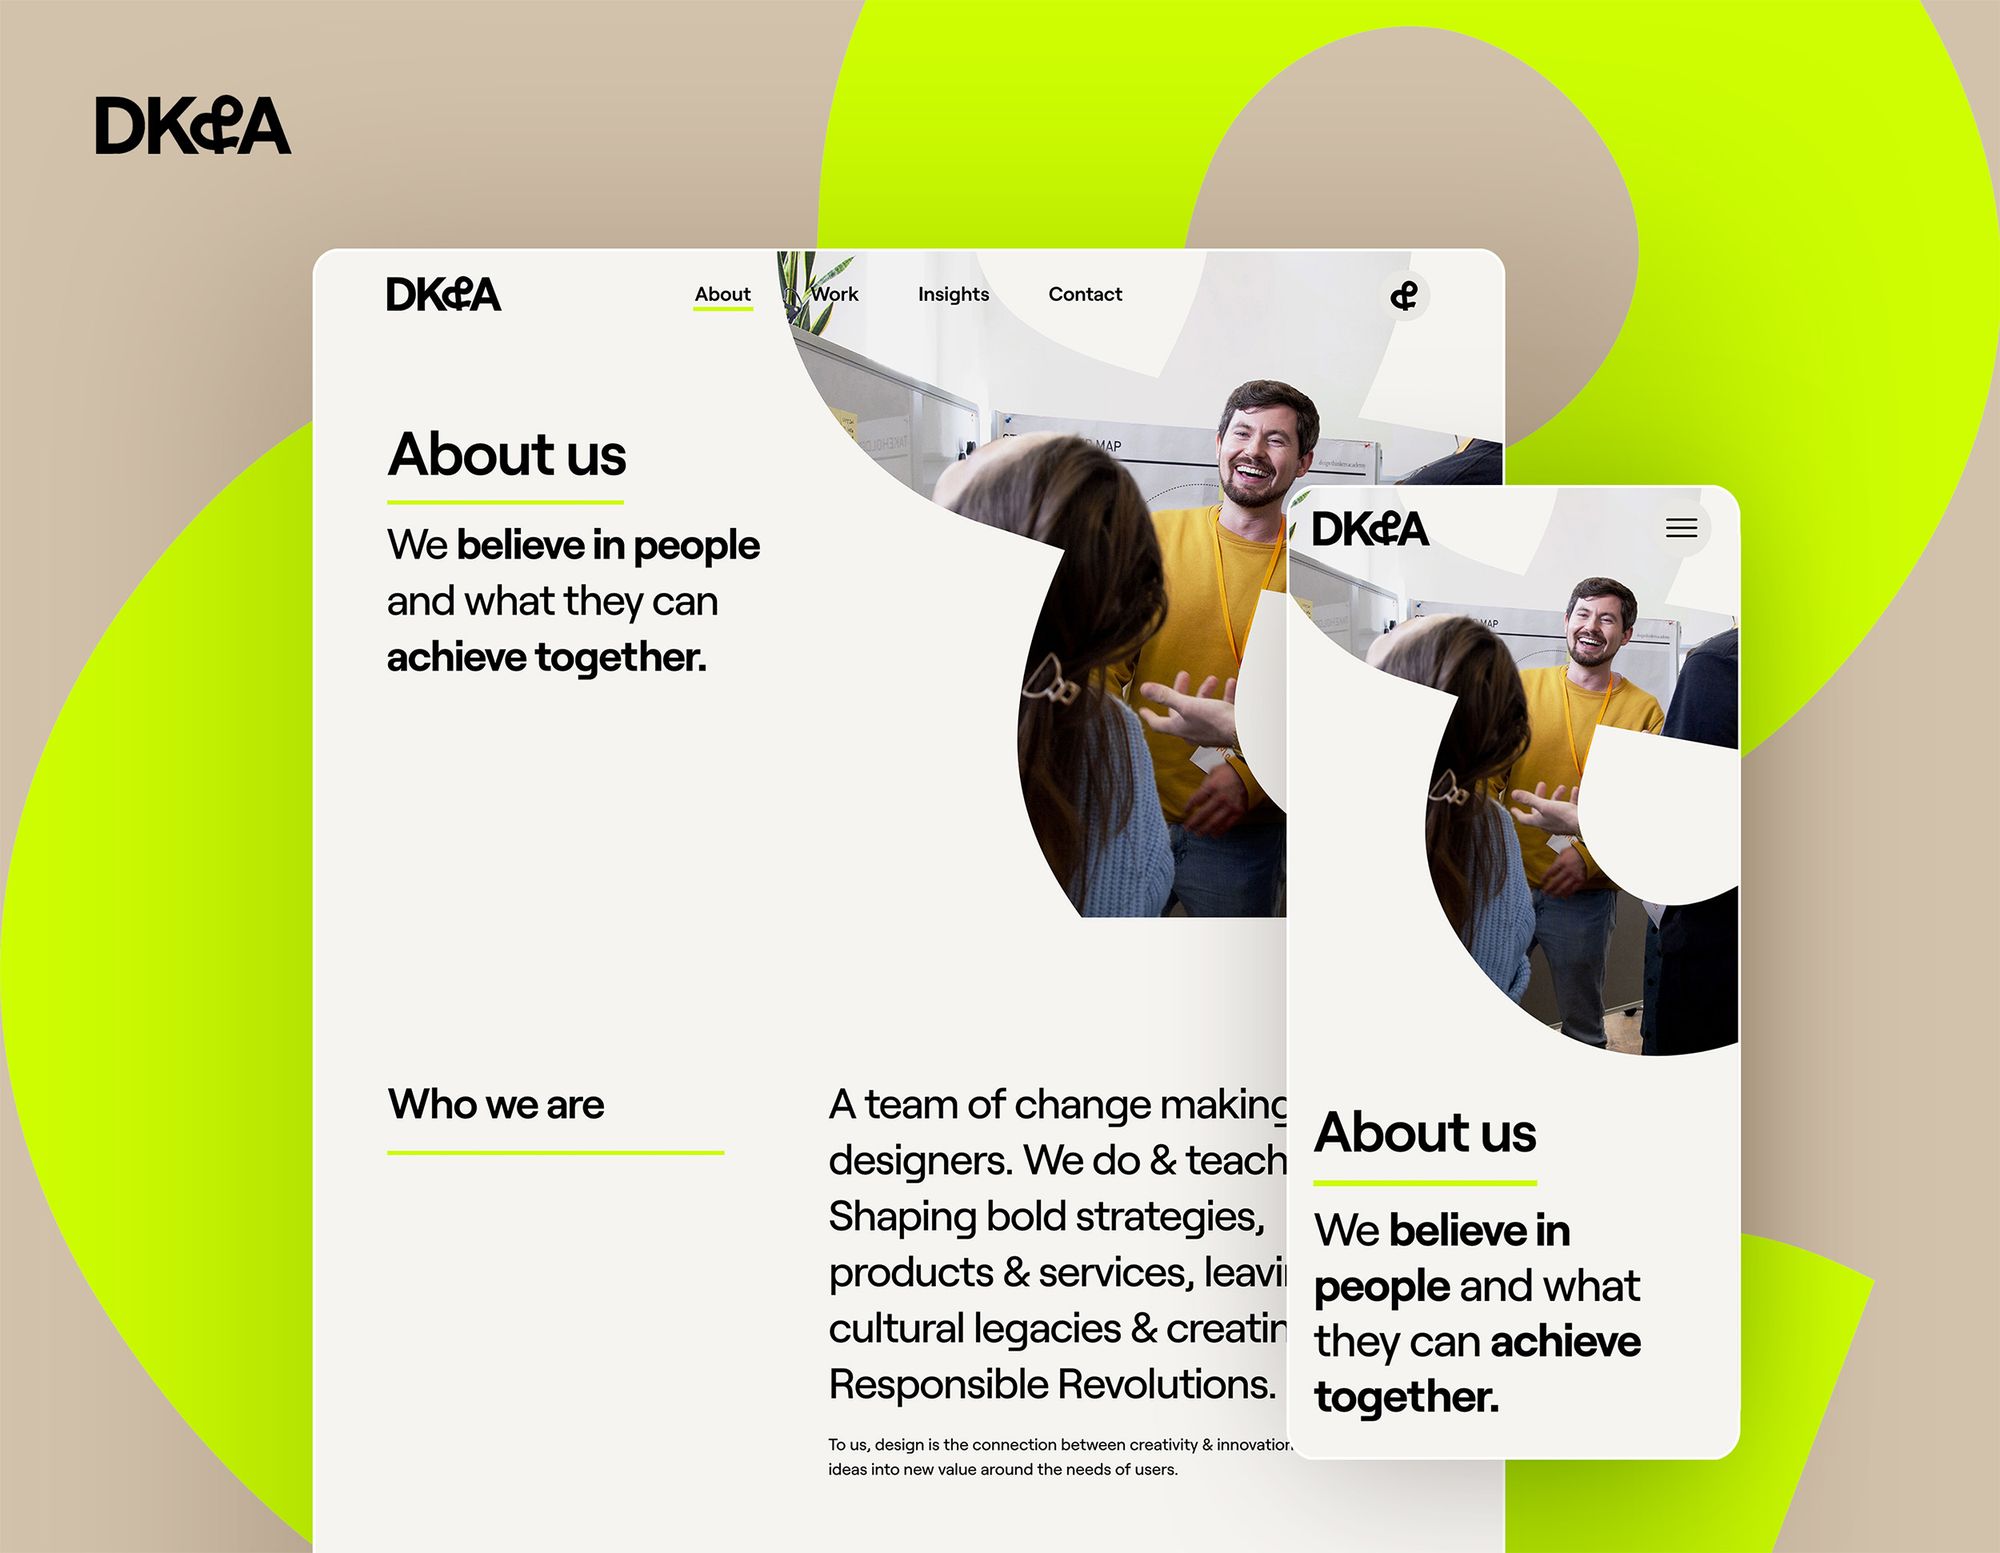 DK&A
DK&A
About Work Insights Contact
&
About us
We believe in people
and what they can
achieve together.
MAP
Who we are
A team of change making
designers. We do & teach
Shaping bold strategies,
products & services,
cultural legacies &
Responsible Revolutions.
To us, design is the connection between creativity & innovation
ideas into new value around the needs of users.
DK&A
MAP
About us
We believe in
people and what
they can achieve
together.